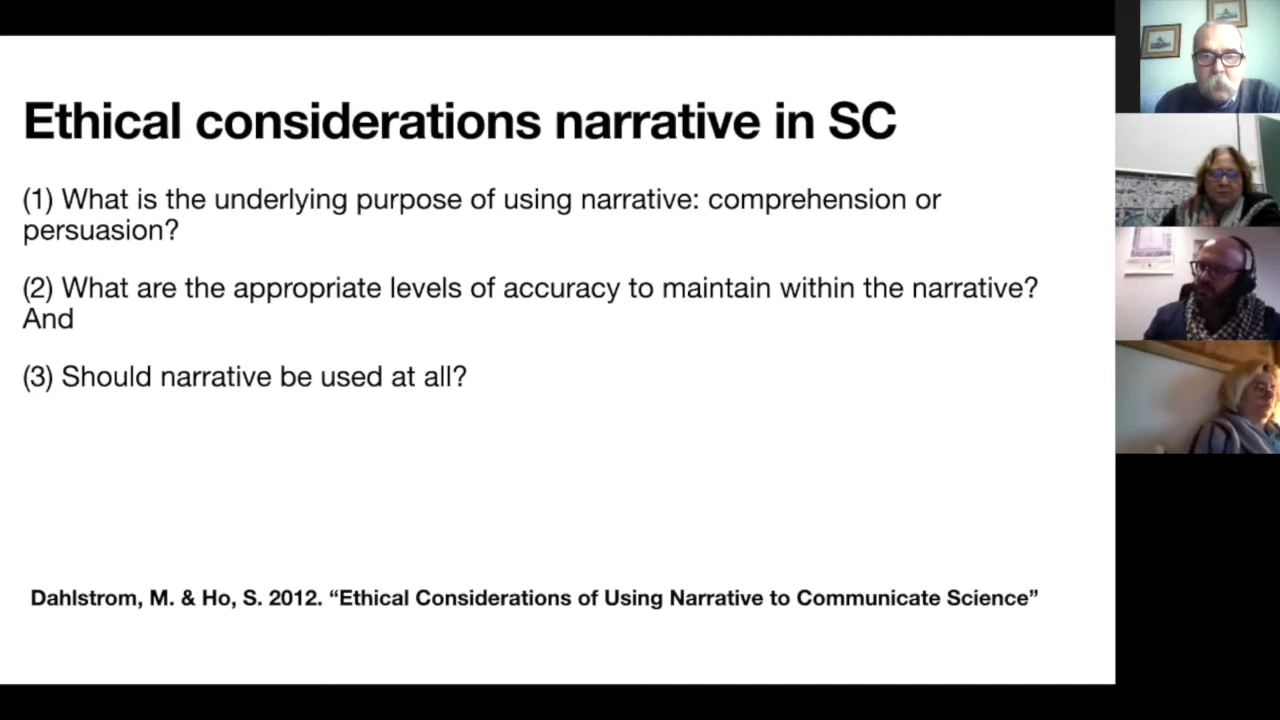 Ethical considerations narrative in SC
(1) What is the underlying purpose of using narrative: comprehension or
persuasion?
(2) What are the appropriate levels of accuracy to maintain within the narrative?
And
(3) Should narrative be used at all?
Dahlstrom, M. & Ho, S. 2012. “Ethical Considerations of Using Narrative to Communicate Science”